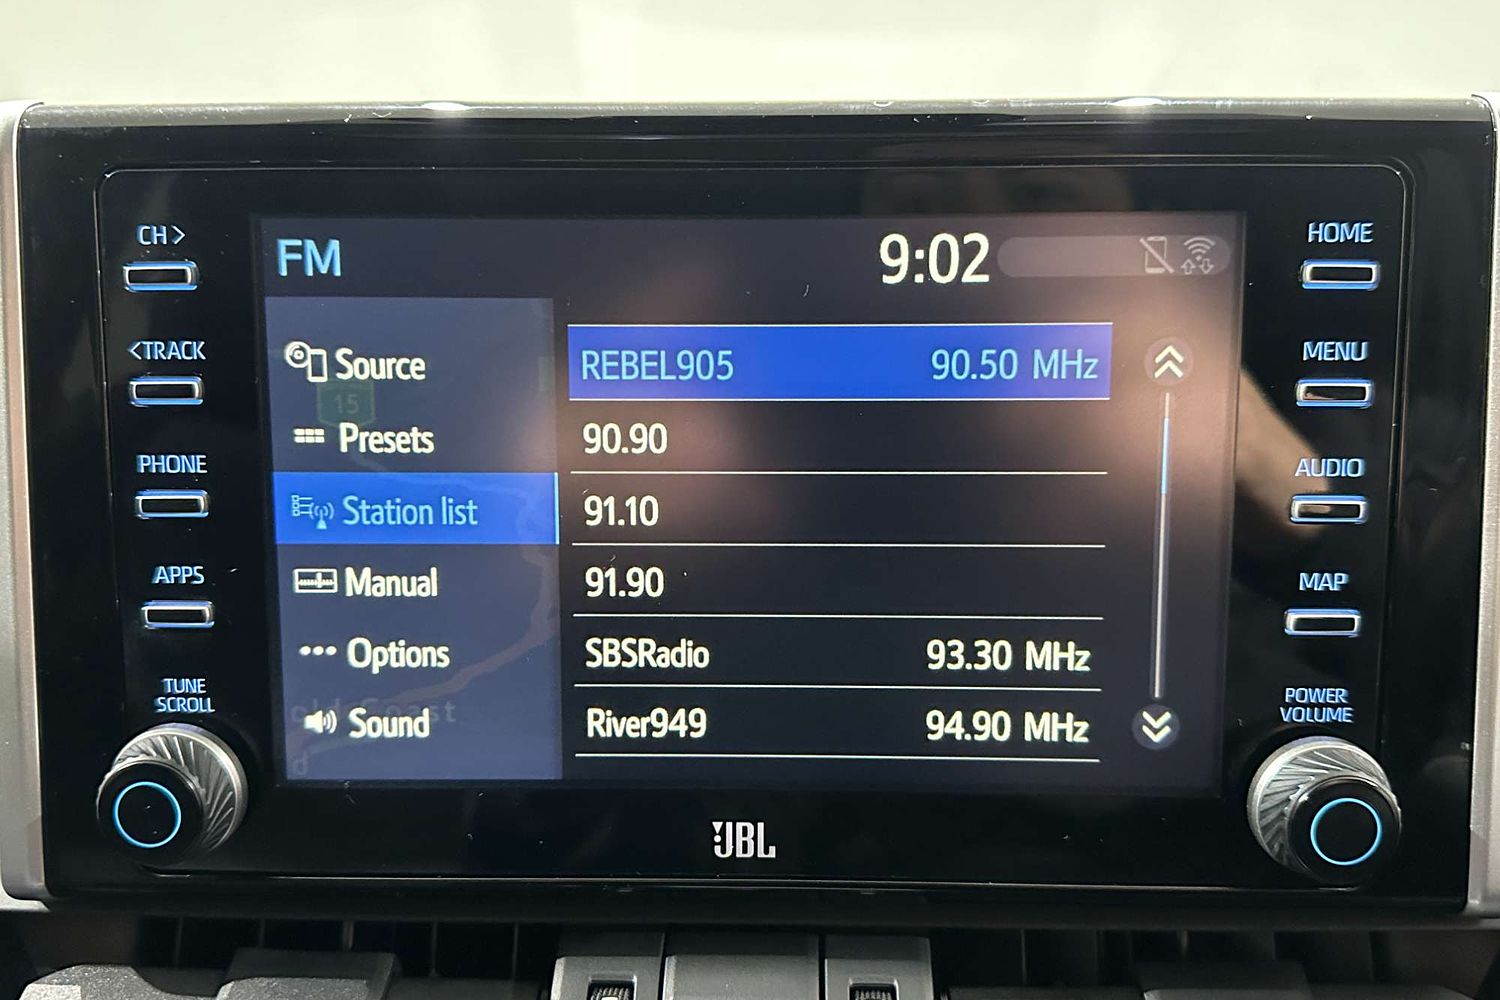 CH>
<TRACK
PHONE
APPS
TUNE
SCROLL
FM
9:02
Source
15
Presets
Station list
Manual
Options
Sound
REBEL905 90.50 MHz
90.90
91.10
91.90
SBSRadio 93.30 MHz
River949 94.90 MHz
JBL
HOME
MENU
AUDIO
MAP
POWER
VOLUME